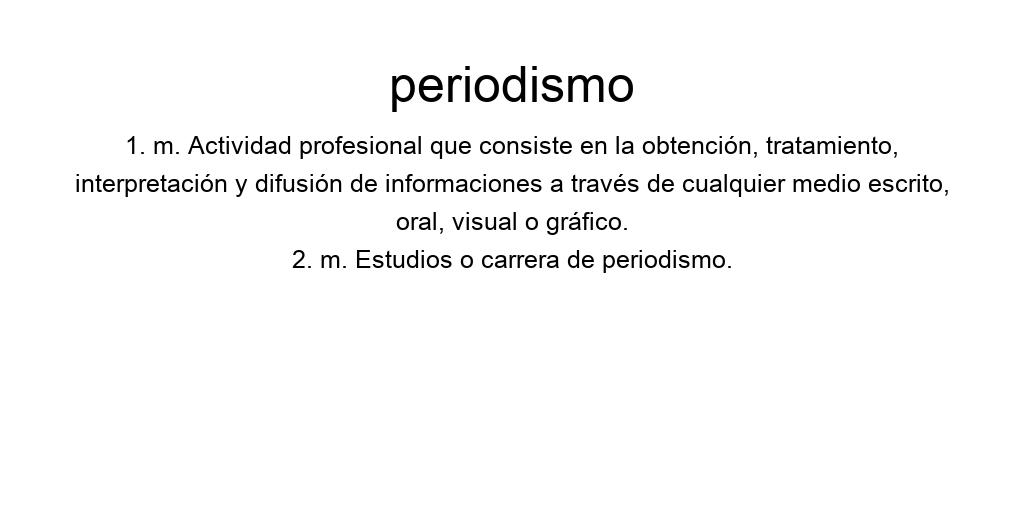 periodismo
1. m. Actividad profesional que consiste en la obtención, tratamiento,
interpretación y difusión de informaciones a través de cualquier medio escrito,
oral, visual o gráfico.
2. m. Estudios o carrera de periodismo.